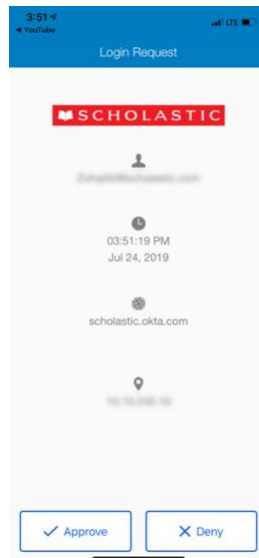 3:51
LTE
YouTube
Login Request
SCHOLASTIC
03:51:19 PM
Jul 24, 2019
scholastic.okta.com
Approve
Deny